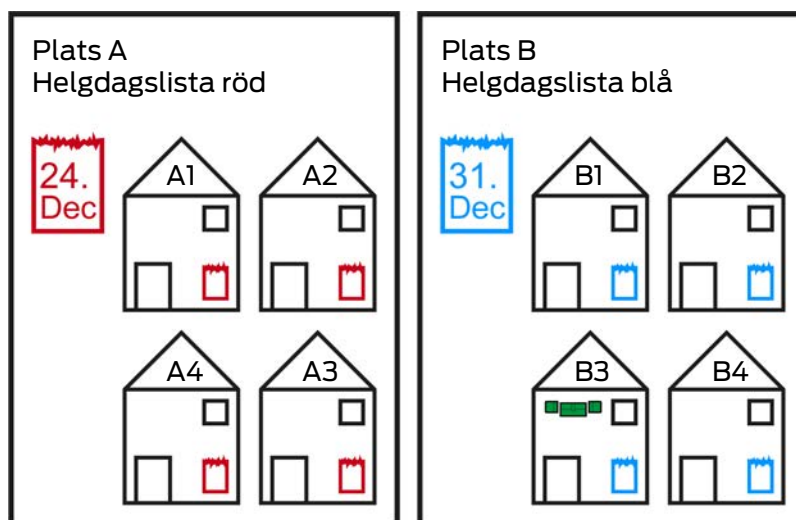 Plats A
Helgdagslista röd
24.
Dec
A1
A2
A4
A3
Plats B
Helgdagslista blå
31.
Dec
B1
B2
B3
B4